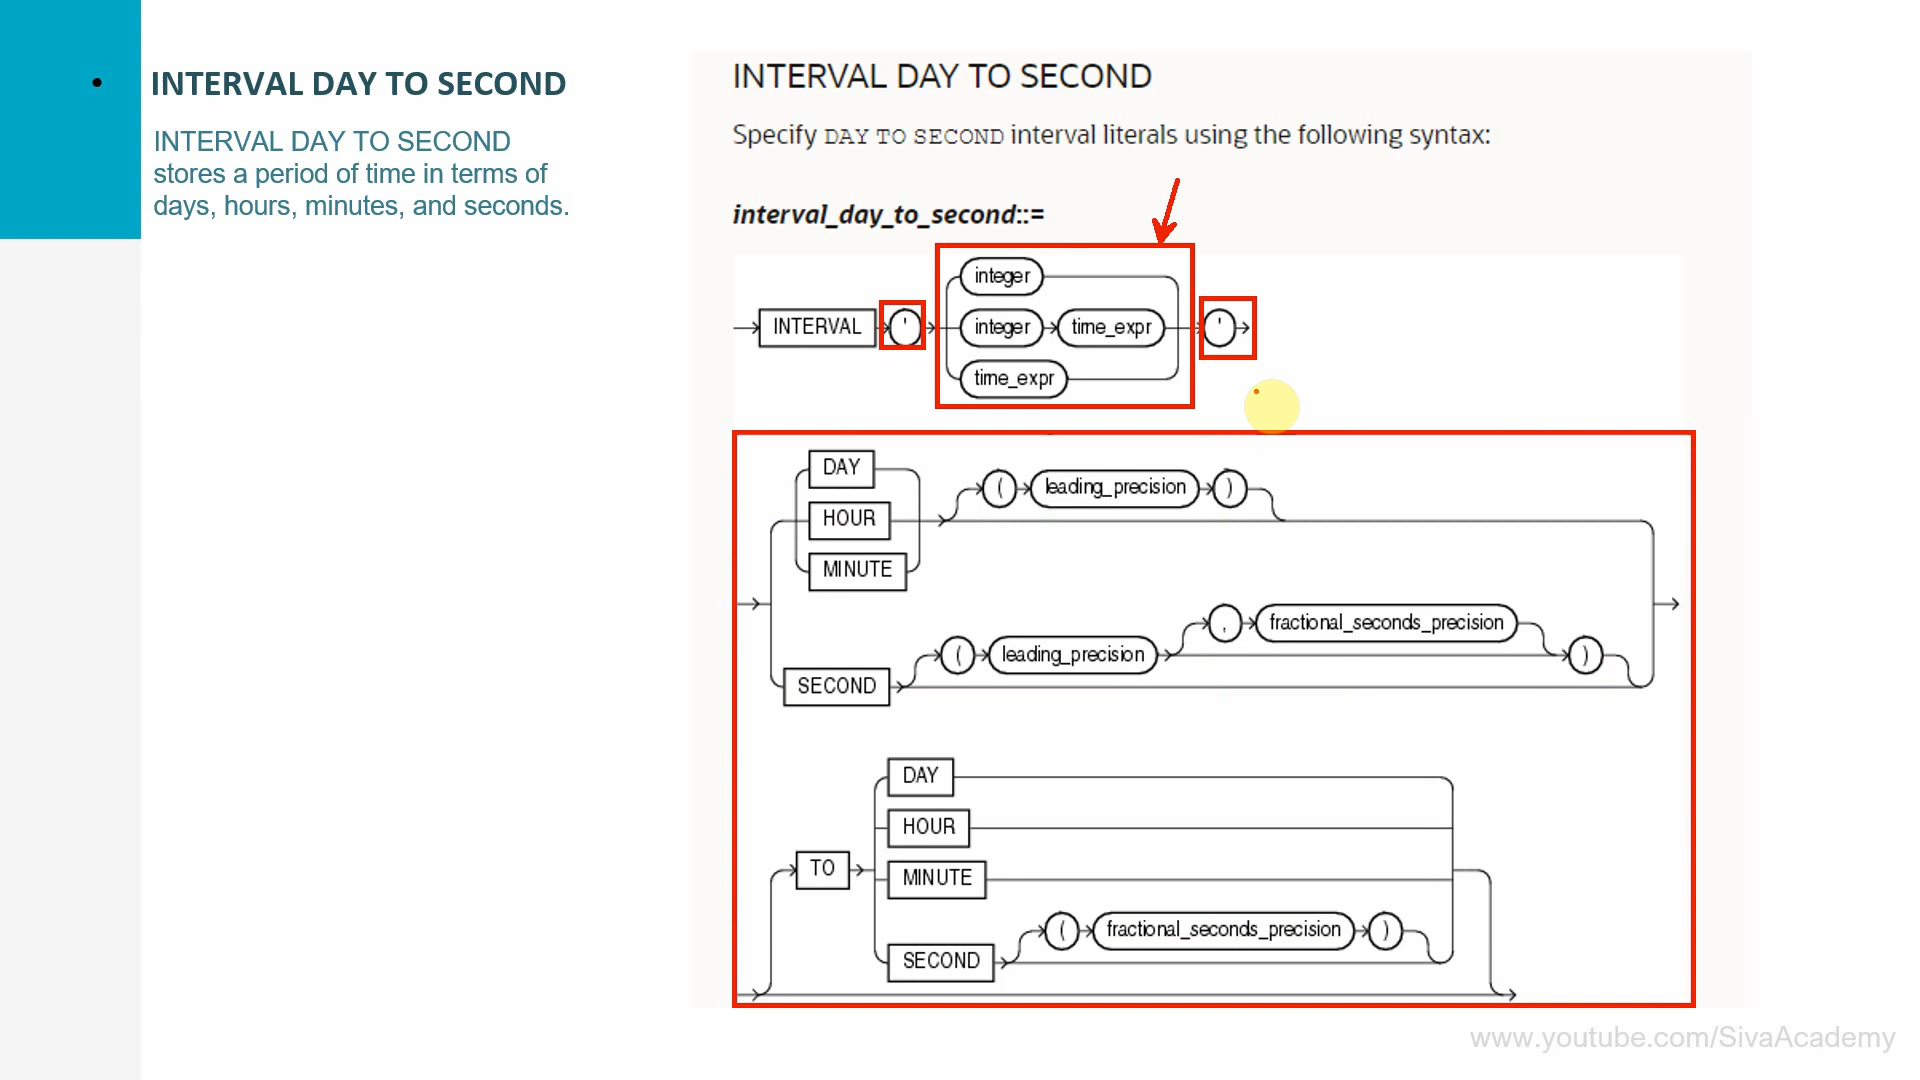 • INTERVAL DAY TO SECOND
INTERVAL DAY TO SECOND
stores a period of time in terms of
days, hours, minutes, and seconds.
INTERVAL DAY TO SECOND
Specify DAY TO SECOND interval literals using the following syntax:
interval_day_to_second::=
integer
INTERVAL ' integer time_expr '
time_expr
DAY
( leading_precision )
HOUR
MINUTE
, fractional_seconds_precision
( leading_precision )
SECOND
DAY
HOUR
TO
MINUTE
( fractional_seconds_precision )
SECOND
www.youtube.com/SivaAcademy